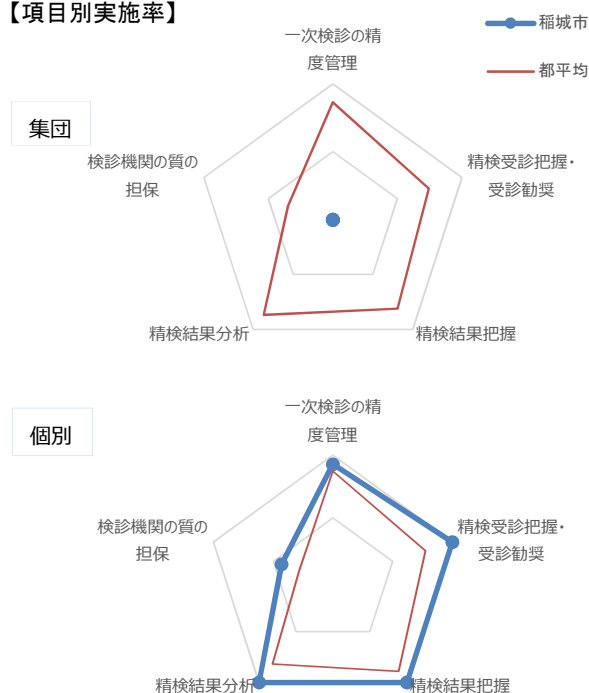 【項目別実施率】
稲城市
都平均
集団
一次検診の精
度管理
精検受診把握・
受診勧奨
精検結果把握
精検結果分析
検診機関の質の
担保
個別
一次検診の精
度管理
精検受診把握・
受診勧奨
精検結果把握
精検結果分析
検診機関の質の
担保